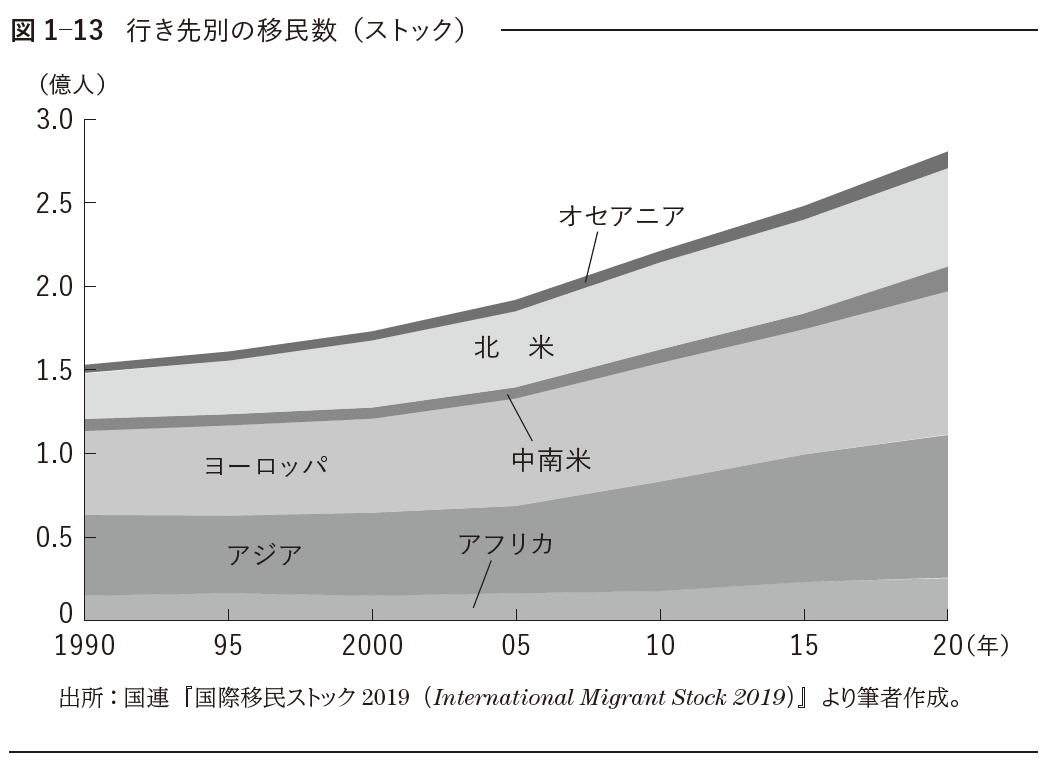 図 1-13 行き先別の移民数（ストック）
（億人）
3.0
2.5
2.0
1.5
1.0
0.5
0
オセアニア
北 米
中南米
ヨーロッパ
アフリカ
アジア
1990 95 2000 05 10 15 20(年)
出所：国連『国際移民ストック 2019（International Migrant Stock 2019）』より筆者作成。